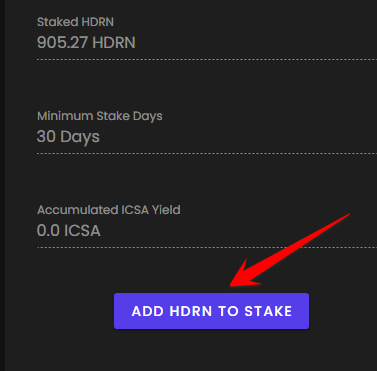 Staked HDRN
905.27 HDRN
Minimum Stake Days
30 Days
Accumulated ICSA Yield
0.0 ICSA
ADD HDRN TO STAKE